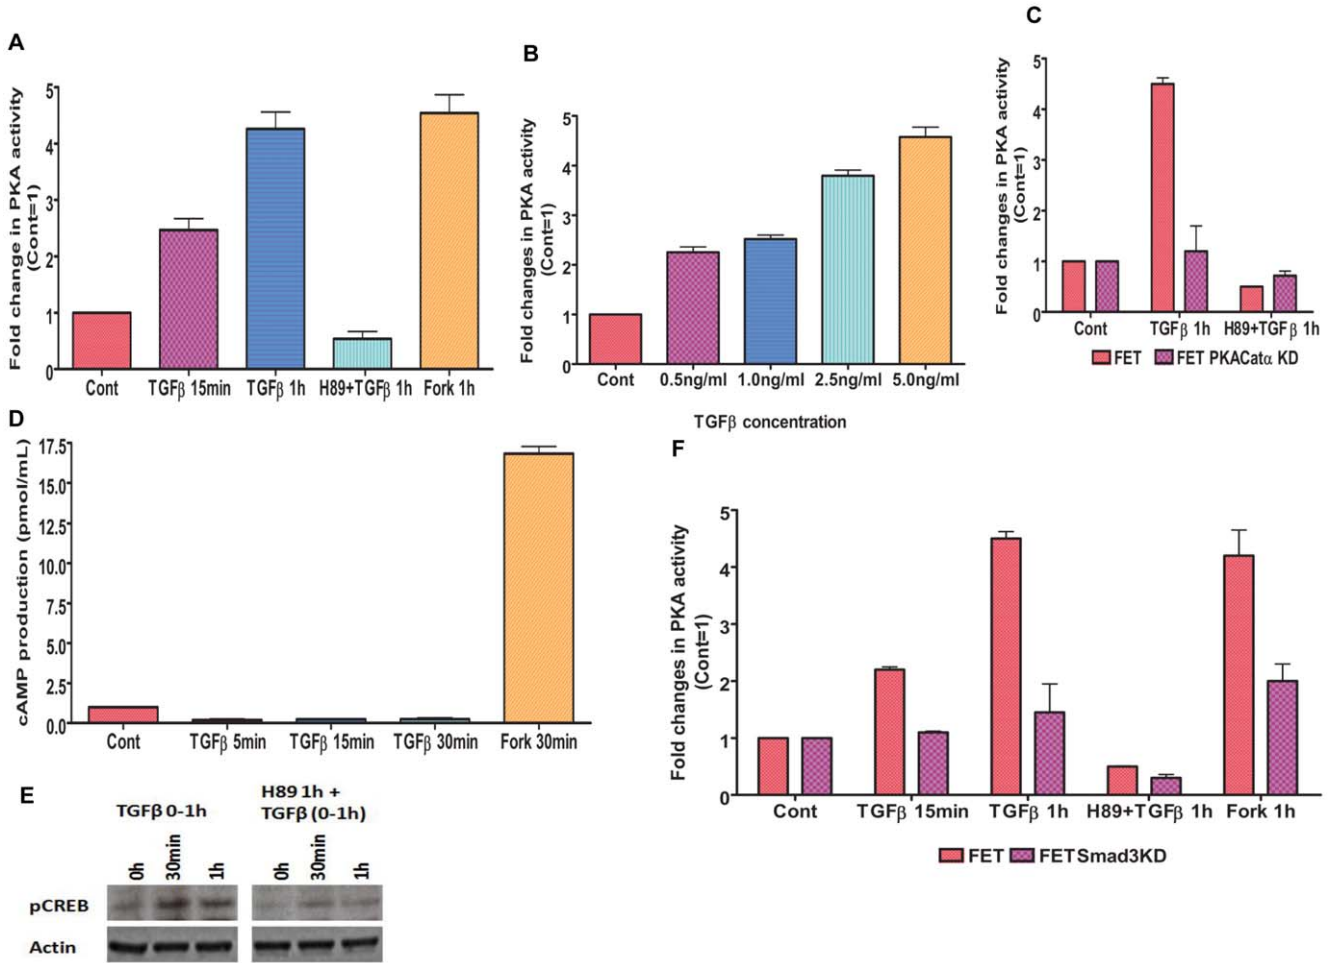 A
Fold change in PKA activity
(Cont=1)
5
4
3
2
1
0
Cont
TGFβ 15min
TGFβ 1h
H89+TGFβ 1h
Fork 1h
B
Fold changes in PKA activity
(Cont=1)
5
4
3
2
1
0
Cont
0.5ng/ml
1.0ng/ml
2.5ng/ml
5.0ng/ml
TGFβ concentration
C
Fold changes in PKA activity
(Cont=1)
5
4
3
2
1
0
Cont
TGFβ 1h
H89+TGFβ 1h
FET
FET PKACatα KD
D
cAMP production (pmol/mL)
17.5
15.0
12.5
10.0
7.5
5.0
2.5
0.0
Cont
TGFβ 5min
TGFβ 15min
TGFβ 30min
Fork 30min
E
TGFβ 0-1h
H89 1h +
TGFβ (0-1h)
0h
30min
1h
0h
30min
1h
pCREB
Actin
F
Fold changes in PKA activity
(Cont=1)
5
4
3
2
1
0
Cont
TGFβ 15min
TGFβ 1h
H89+TGFβ 1h
Fork 1h
FET
FETSmad3KD